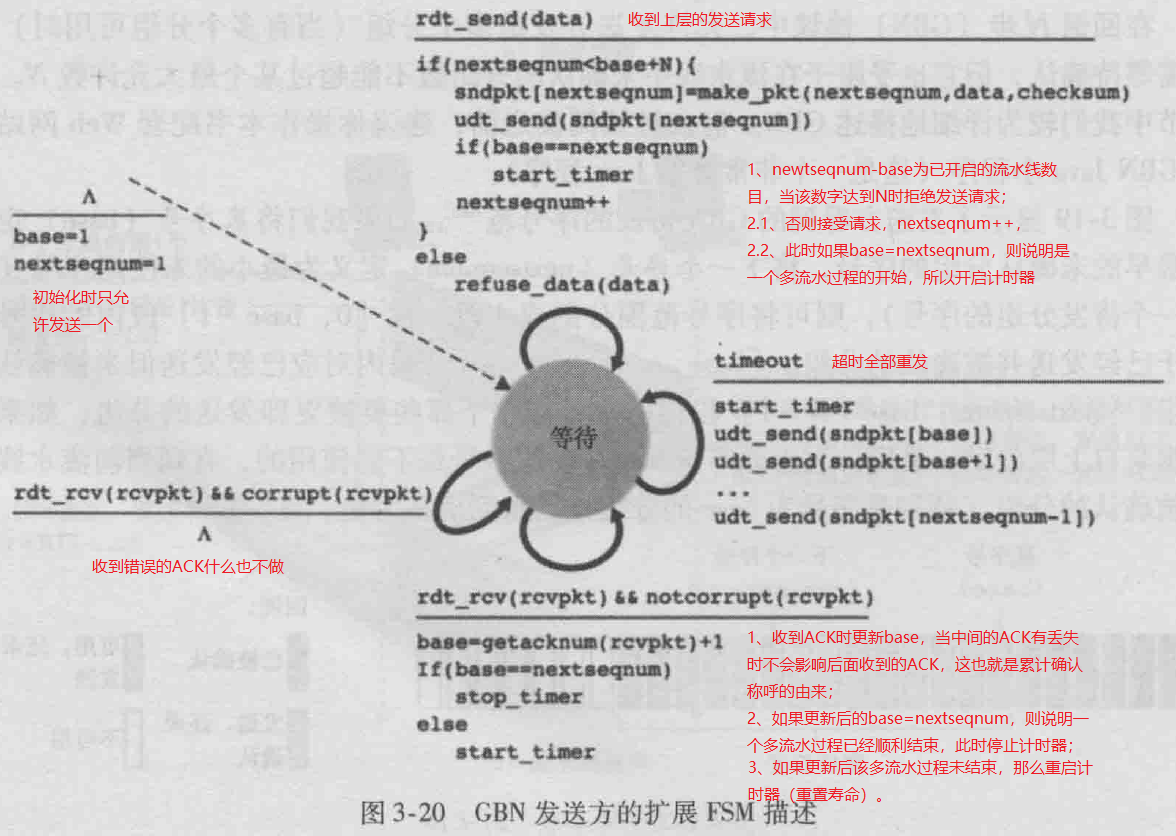 rdt_send(data) 收到上层的发送请求
if(nextseqnum<base+N){
sndpkt[nextseqnum]=make_pkt(nextseqnum,data,checksum)
udt_send(sndpkt[nextseqnum])
if(base==nextseqnum)
start_timer
nextseqnum++
}
else
refuse_data(data)
1、newtseqnum-base为已开启的流水线数
目，当该数字达到N时拒绝发送请求；
2.1、否则接受请求，nextseqnum++，
2.2、此时如果base=nextseqnum，则说明是
一个多流水过程的开始，所以开启计时器
Λ
base=1
nextseqnum=1
初始化时只允
许发送一个
等待
timeout 超时全部重发
start_timer
udt_send(sndpkt[base])
udt_send(sndpkt[base+1])
...
udt_send(sndpkt[nextseqnum-1])
rdt_rcv(rcvpkt) && corrupt(rcvpkt)
Λ
收到错误的ACK什么也不做
rdt_rcv(rcvpkt) && notcorrupt(rcvpkt)
base=getacknum(rcvpkt)+1
If(base==nextseqnum)
stop_timer
else
start_timer
1、收到ACK时更新base，当中间的ACK有丢失
时不会影响后面收到的ACK，这也就是累计确认
称呼的由来；
2、如果更新后的base=nextseqnum，则说明一
个多流水过程已经顺利结束，此时停止计时器；
3、如果更新后该多流水过程未结束，那么重启计
时器（重置寿命）。
图 3-20 GBN 发送方的扩展 FSM 描述